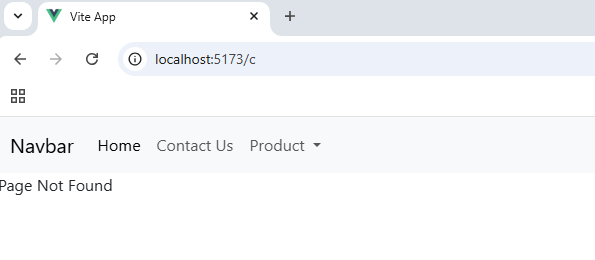 Vite App
localhost:5173/c
Navbar Home Contact Us Product
Page Not Found